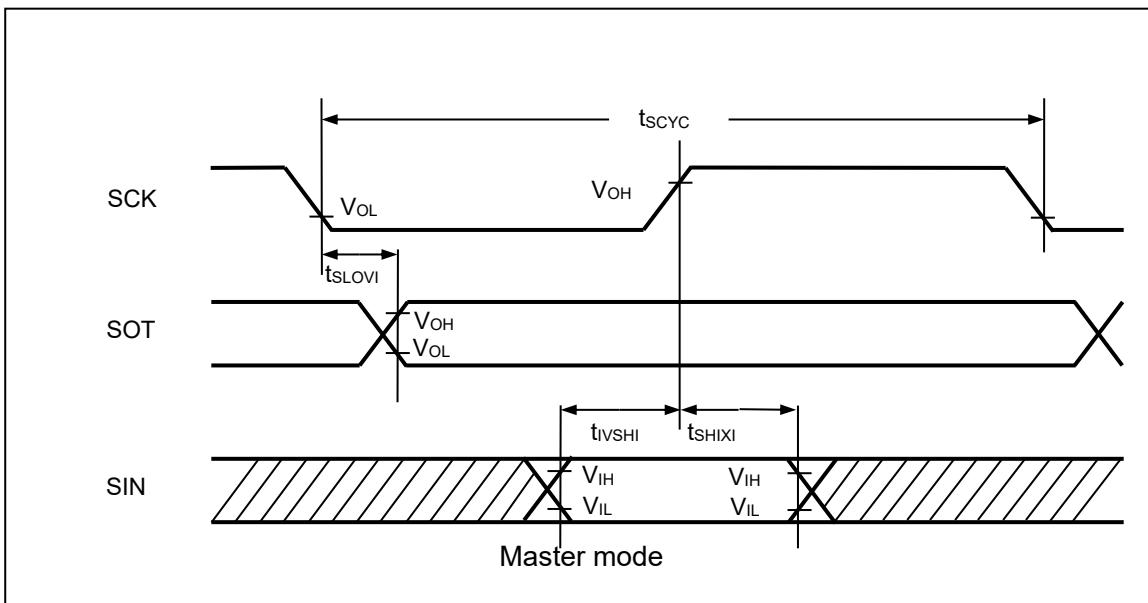 tSCYC
SCK
VOL
VOH
tSLOVI
SOT
VOH
VOL
tIVSHI
tSHIXI
SIN
VIH
VIH
VIL
VIL
Master mode